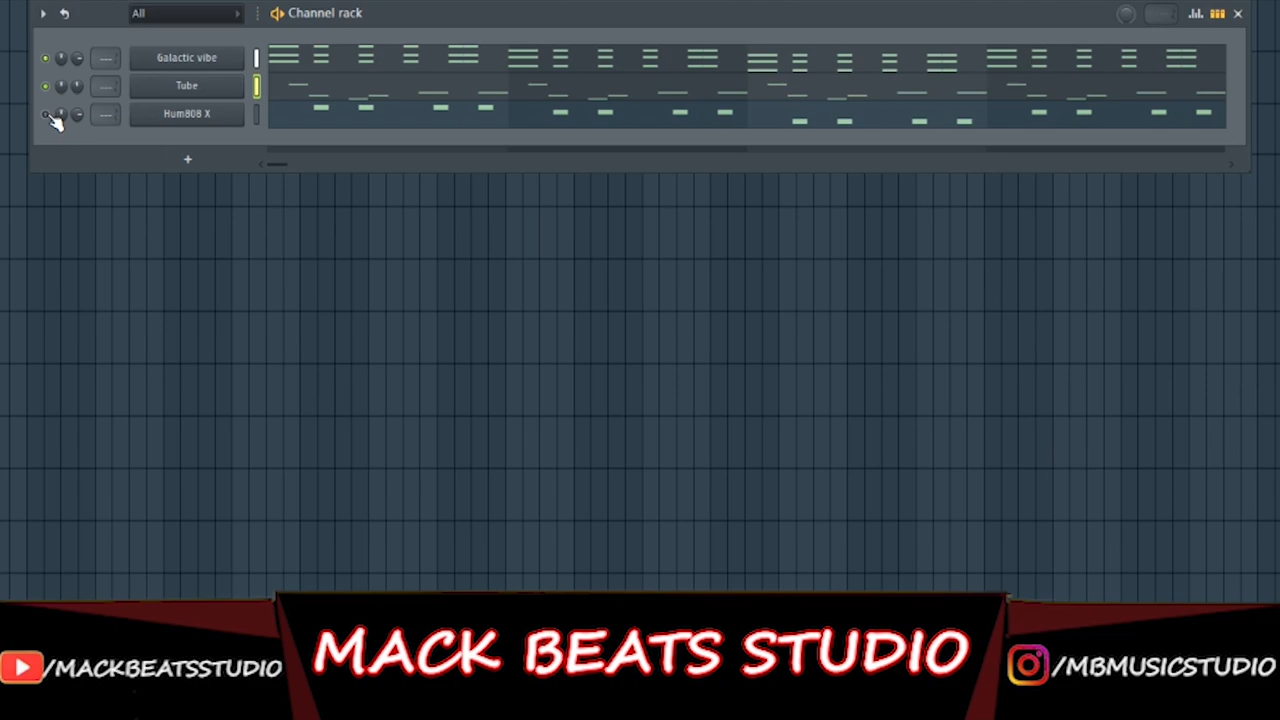 All
Channel rack
Galactic vibe
Tube
Hum808 X
+
MACK BEATS STUDIO
/MACKBEATSSTUDIO
/MBMUSICSTUDIO